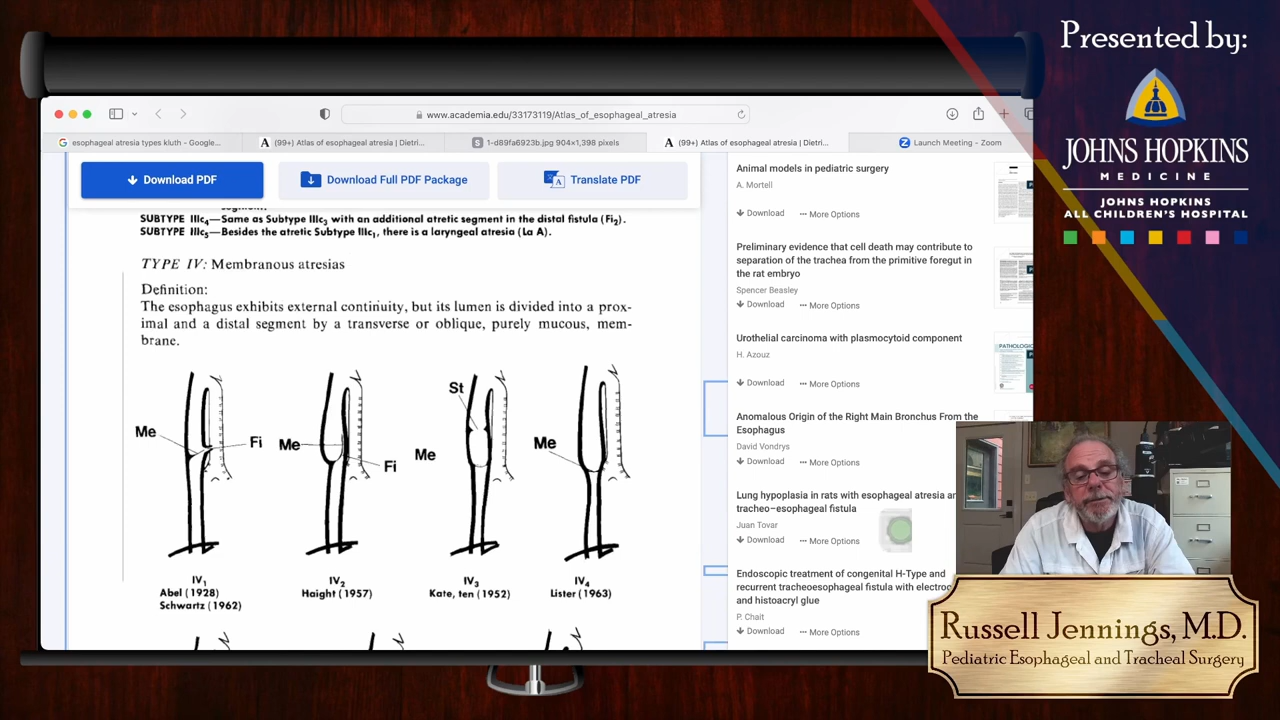 Presented by:
JOHNS HOPKINS
MEDICINE
JOHNS HOPKINS
ALL CHILDREN'S HOSPITAL
www.academia.edu/33173119/Atlas_of_esophageal_atresia
esophageal atresia types kluth - Google...
(99+) Atlas of esophageal atresia | Dietri...
1-d89fa6923b.jpg 904×1,398 pixels
(99+) Atlas of esophageal atresia | Dietri...
Launch Meeting - Zoom
Download PDF
Download Full PDF Package
Translate PDF
SUBTYPE IIIC4—Same as Subtype IIIC3 with an additional atretic segment in the distal fistula (Fi2).
SUBTYPE IIIC5—Besides the atretic Subtype IIIC1, there is a laryngeal atresia (La A).
TYPE IV: Membranous atresias
Definition:
The esophagus exhibits external continuity, but its lumen is divided in a prox-
imal and a distal segment by a transverse or oblique, purely mucous, mem-
brane.
Me
Fi
Me
Fi
Me
St
Me
IV1
Abel (1928)
Schwartz (1962)
IV2
Haight (1957)
IV3
Kate, ten (1952)
IV4
Lister (1963)
Animal models in pediatric surgery
A. Mortell
Download
••• More Options
Preliminary evidence that cell death may contribute to
separation of the trachea from the primitive foregut in
the rat embryo
Spencer Beasley
Download
••• More Options
Urothelial carcinoma with plasmocytoid component
H. Azouz
Download
••• More Options
Anomalous Origin of the Right Main Bronchus From the
Esophagus
David Vondrys
Download
••• More Options
Lung hypoplasia in rats with esophageal atresia an
tracheo–esophageal fistula
Juan Tovar
Download
••• More Options
Endoscopic treatment of congenital H-Type and
recurrent tracheoesophageal fistula with electroc
and histoacryl glue
P. Chait
Download
••• More Options
Russell Jennings, M.D.
Pediatric Esophageal and Tracheal Surgery